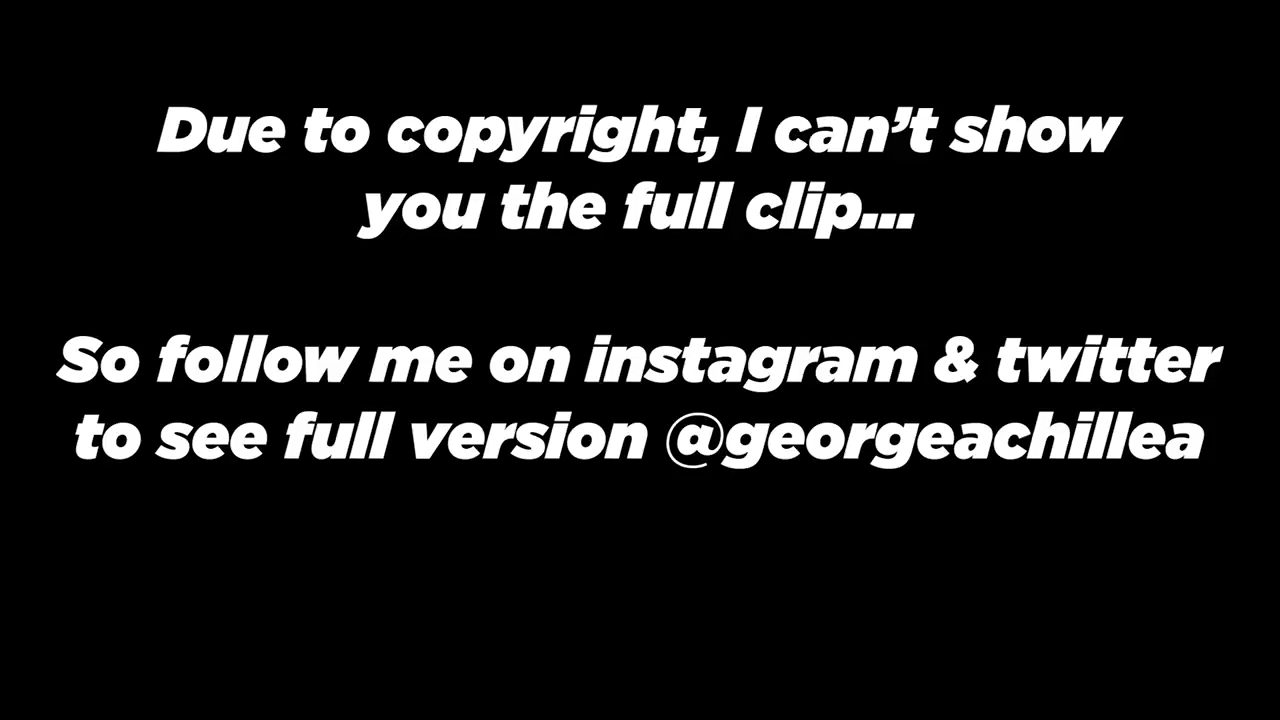 Due to copyright, I can’t show
you the full clip...
So follow me on instagram & twitter
to see full version @georgeachillea